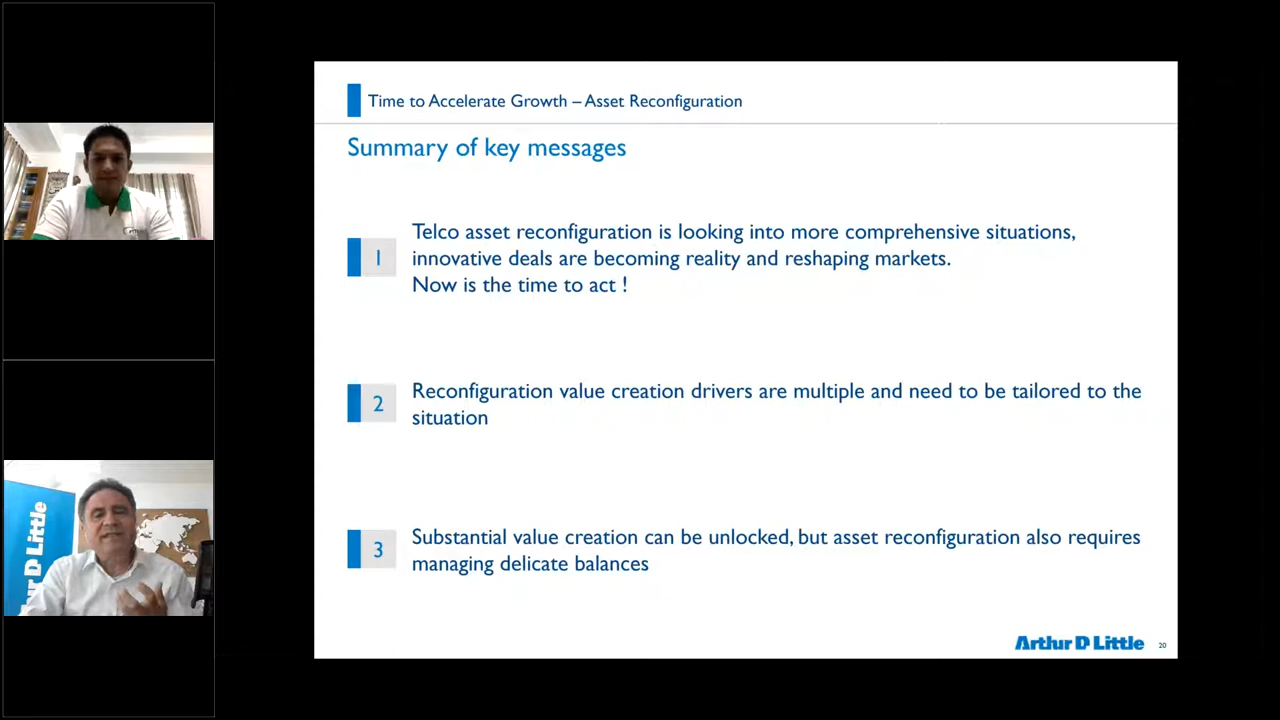 Time to Accelerate Growth – Asset Reconfiguration
Summary of key messages
1
Telco asset reconfiguration is looking into more comprehensive situations,
innovative deals are becoming reality and reshaping markets.
Now is the time to act !
2
Reconfiguration value creation drivers are multiple and need to be tailored to the
situation
3
Substantial value creation can be unlocked, but asset reconfiguration also requires
managing delicate balances
Arthur D Little
20
ur D Little